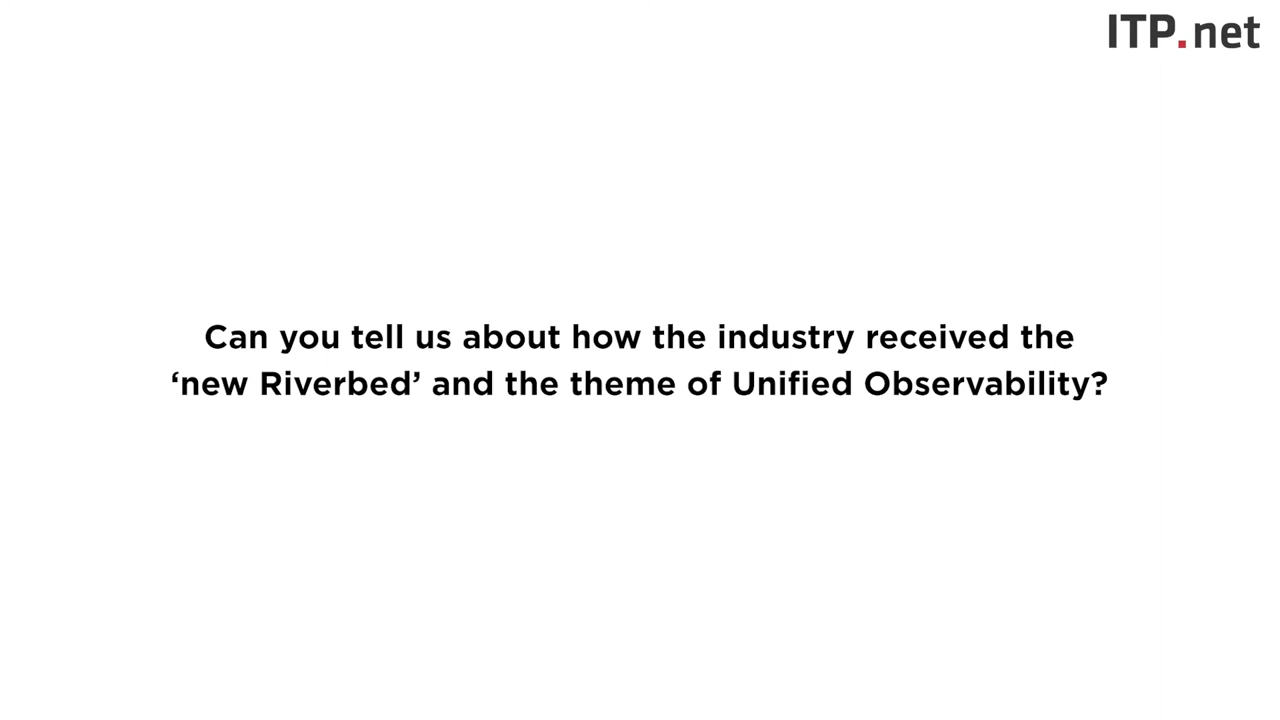 ITP.net
Can you tell us about how the industry received the
‘new Riverbed’ and the theme of Unified Observability?